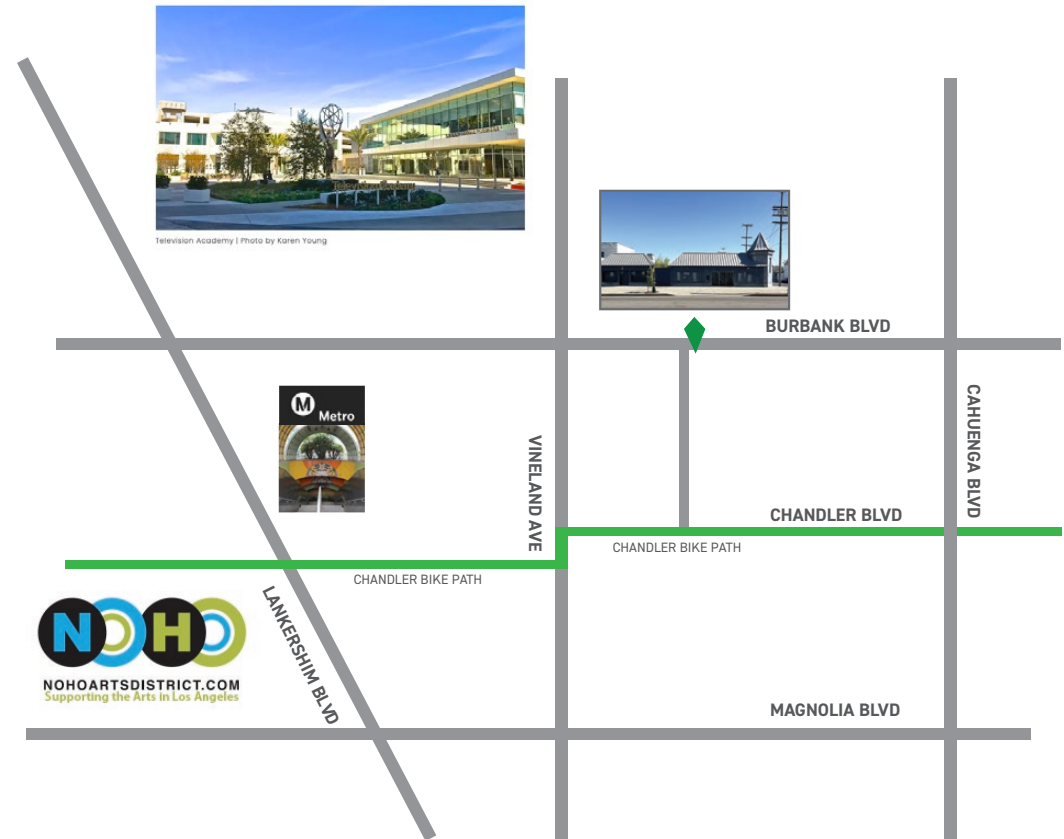 Television Academy | Photo by Karen Young
BURBANK BLVD
M
Metro
CAHUENGA BLVD
VINELAND AVE
CHANDLER BLVD
CHANDLER BIKE PATH
CHANDLER BIKE PATH
LANKERSHIM BLVD
NOHO
NOHOARTSDISTRICT.COM
Supporting the Arts in Los Angeles
MAGNOLIA BLVD